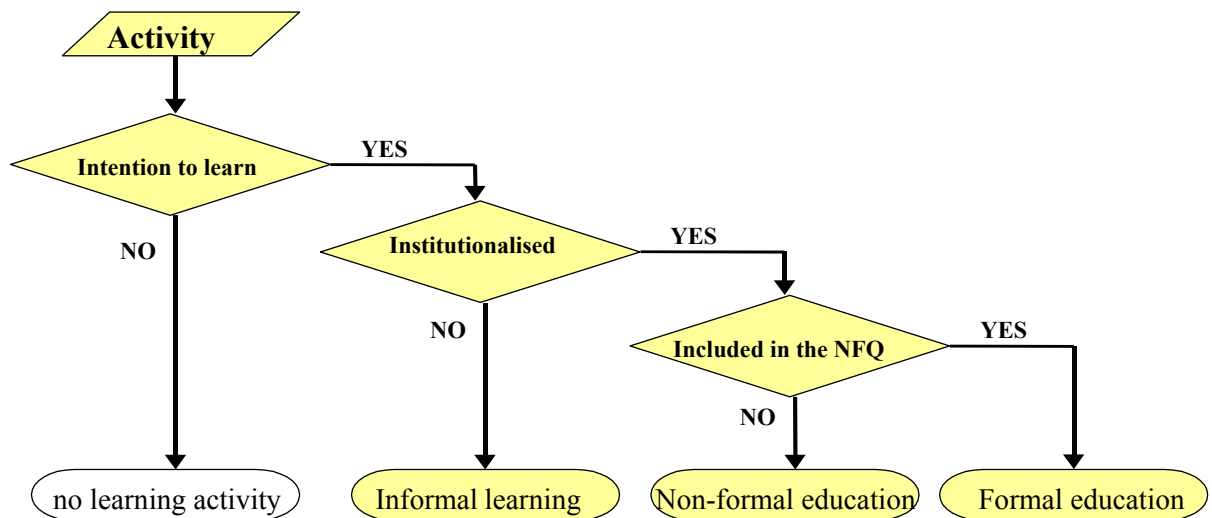 Activity
Intention to learn
YES
NO
Institutionalised
YES
NO
Included in the NFQ
YES
NO
no learning activity
Informal learning
Non-formal education
Formal education